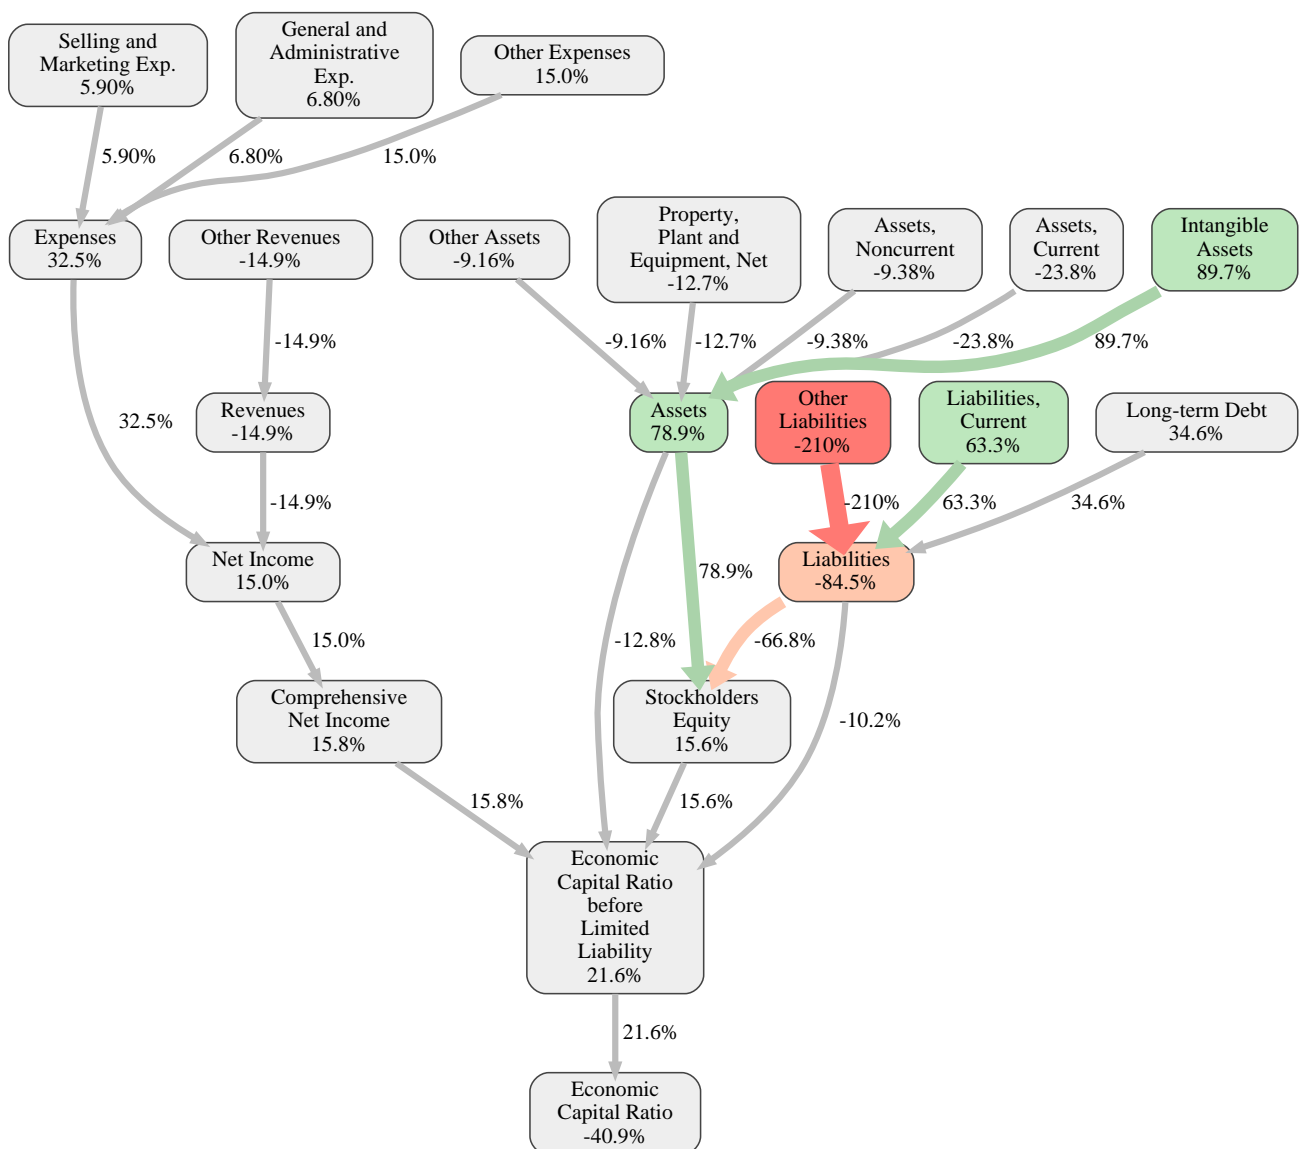 Selling and
Marketing Exp.
5.90%
General and
Administrative
Exp.
6.80%
Other Expenses
15.0%
5.90%
6.80%
15.0%
Expenses
32.5%
Other Revenues
-14.9%
Other Assets
-9.16%
Property,
Plant and
Equipment, Net
-12.7%
Assets,
Noncurrent
-9.38%
Assets,
Current
-23.8%
Intangible
Assets
89.7%
-14.9%
-9.16%
-12.7%
-9.38%
-23.8%
89.7%
32.5%
Revenues
-14.9%
Assets
78.9%
Other
Liabilities
-210%
Liabilities,
Current
63.3%
Long-term Debt
34.6%
-14.9%
-210%
63.3%
34.6%
Net Income
15.0%
78.9%
Liabilities
-84.5%
15.0%
-12.8%
-66.8%
Comprehensive
Net Income
15.8%
Stockholders
Equity
15.6%
-10.2%
15.8%
15.6%
Economic
Capital Ratio
before
Limited
Liability
21.6%
21.6%
Economic
Capital Ratio
-40.9%